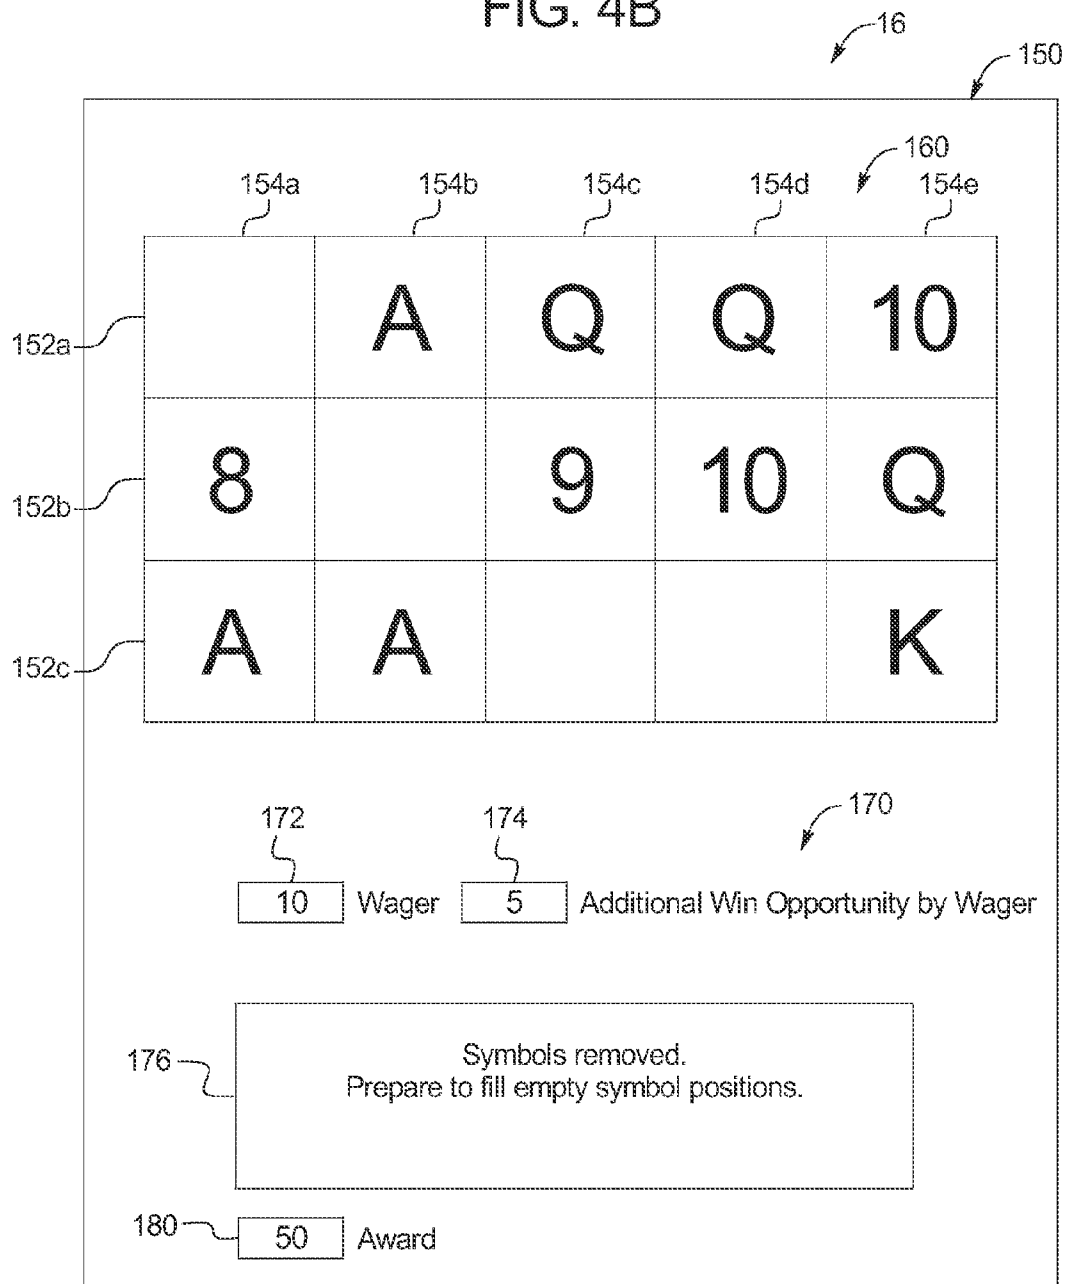 FIG. 4B
16
150
160
154a 154b 154c 154d 154e
152a A Q Q 10
152b 8 9 10 Q
152c A A K
170
172 174
10 Wager 5 Additional Win Opportunity by Wager
176 Symbols removed.
Prepare to fill empty symbol positions.
180 50 Award